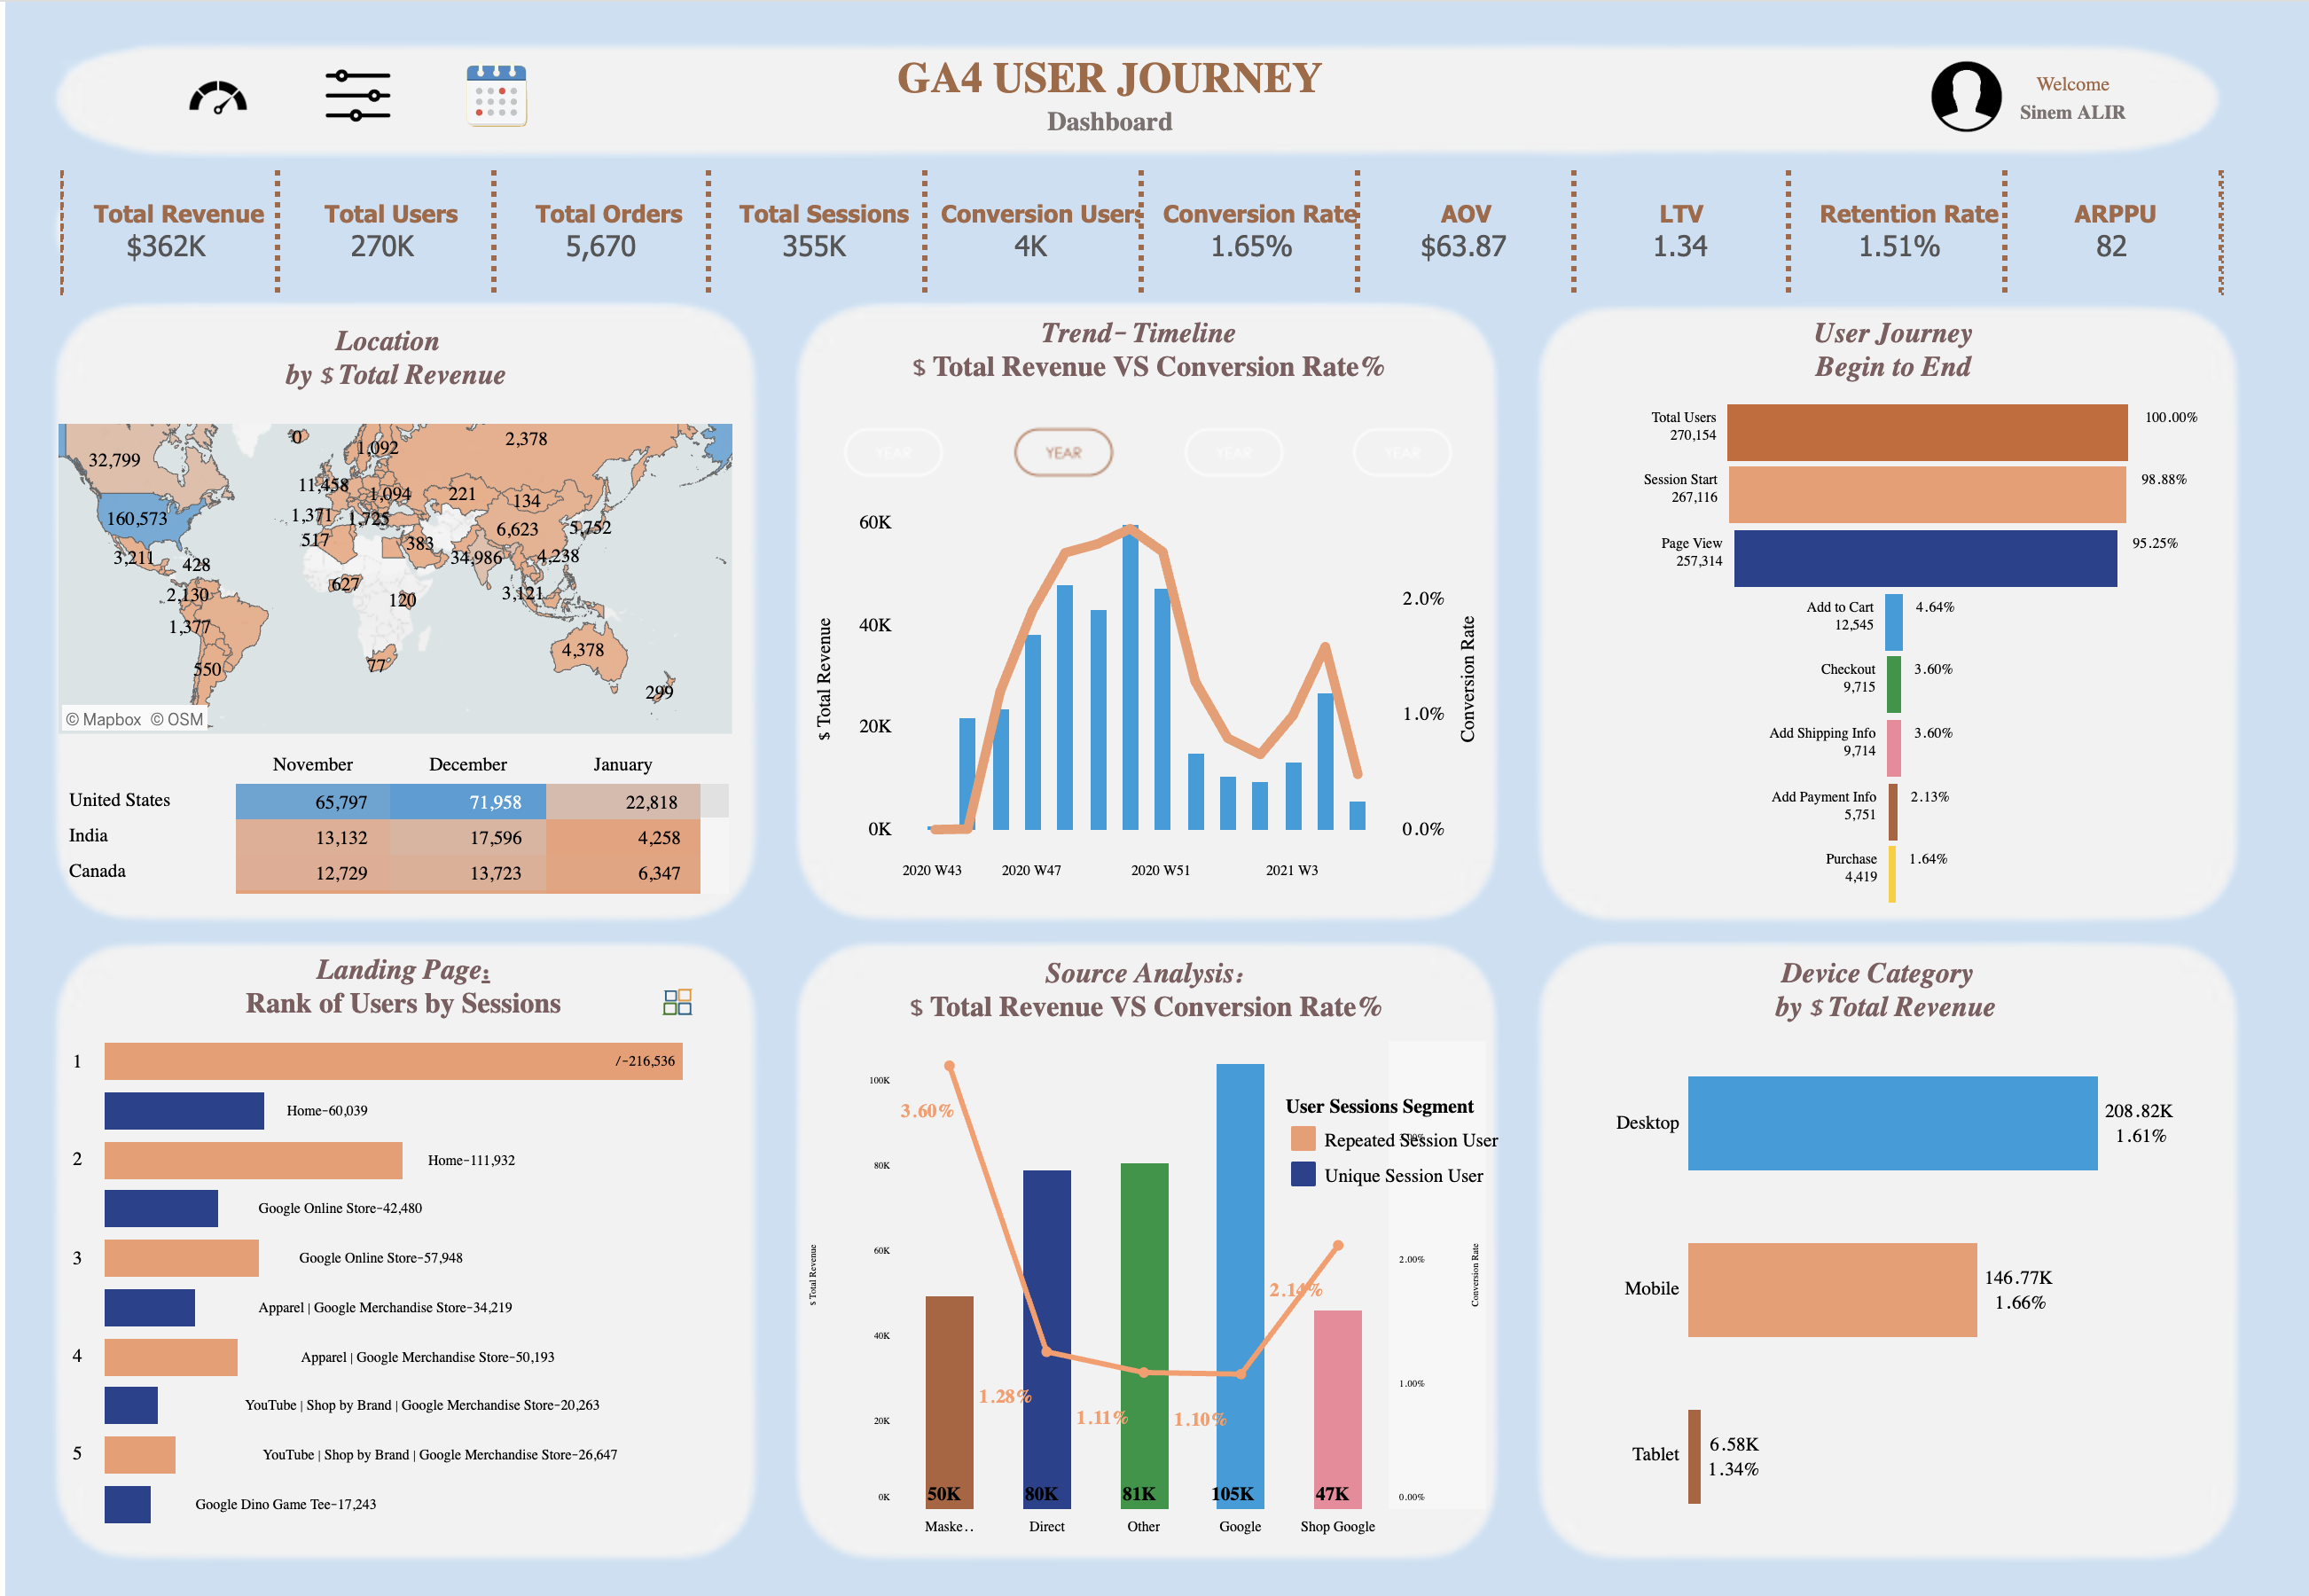 GA4 USER JOURNEY
Dashboard
Welcome
Sinem ALIR
Total Revenue
$362K
Total Users
270K
Total Orders
5,670
Total Sessions
355K
Conversion Users
4K
Conversion Rate
1.65%
AOV
$63.87
LTV
1.34
Retention Rate
1.51%
ARPPU
82
Location
by $ Total Revenue
0
1,092
2,378
32,799
11,458
1,094
221
134
160,573
1,371
1,725
6,623
5,752
517
383
3,211
428
34,986
4,238
627
2,130
120
3,121
1,377
4,378
550
77
299
© Mapbox © OSM
November December January
United States 65,797 71,958 22,818
India 13,132 17,596 4,258
Canada 12,729 13,723 6,347
Trend- Timeline
$ Total Revenue VS Conversion Rate%
YEAR YEAR YEAR YEAR
60K
40K
20K
0K
$ Total Revenue
2.0%
1.0%
0.0%
Conversion Rate
2020 W43 2020 W47 2020 W51 2021 W3
User Journey
Begin to End
Total Users
270,154
100.00%
Session Start
267,116
98.88%
Page View
257,314
95.25%
Add to Cart
12,545
4.64%
Checkout
9,715
3.60%
Add Shipping Info
9,714
3.60%
Add Payment Info
5,751
2.13%
Purchase
4,419
1.64%
Landing Page:
Rank of Users by Sessions
1 /-216,536
Home-60,039
2 Home-111,932
Google Online Store-42,480
3 Google Online Store-57,948
Apparel | Google Merchandise Store-34,219
4 Apparel | Google Merchandise Store-50,193
YouTube | Shop by Brand | Google Merchandise Store-20,263
5 YouTube | Shop by Brand | Google Merchandise Store-26,647
Google Dino Game Tee-17,243
Source Analysis:
$ Total Revenue VS Conversion Rate%
100K
80K
60K
40K
20K
0K
$ Total Revenue
3.60%
1.28%
1.11%
1.10%
2.14%
50K 80K 81K 105K 47K
Maske.. Direct Other Google Shop Google
User Sessions Segment
Repeated Session User
Unique Session User
3.00%
2.00%
1.00%
0.00%
Conversion Rate
Device Category
by $ Total Revenue
Desktop
208.82K
1.61%
Mobile
146.77K
1.66%
Tablet
6.58K
1.34%